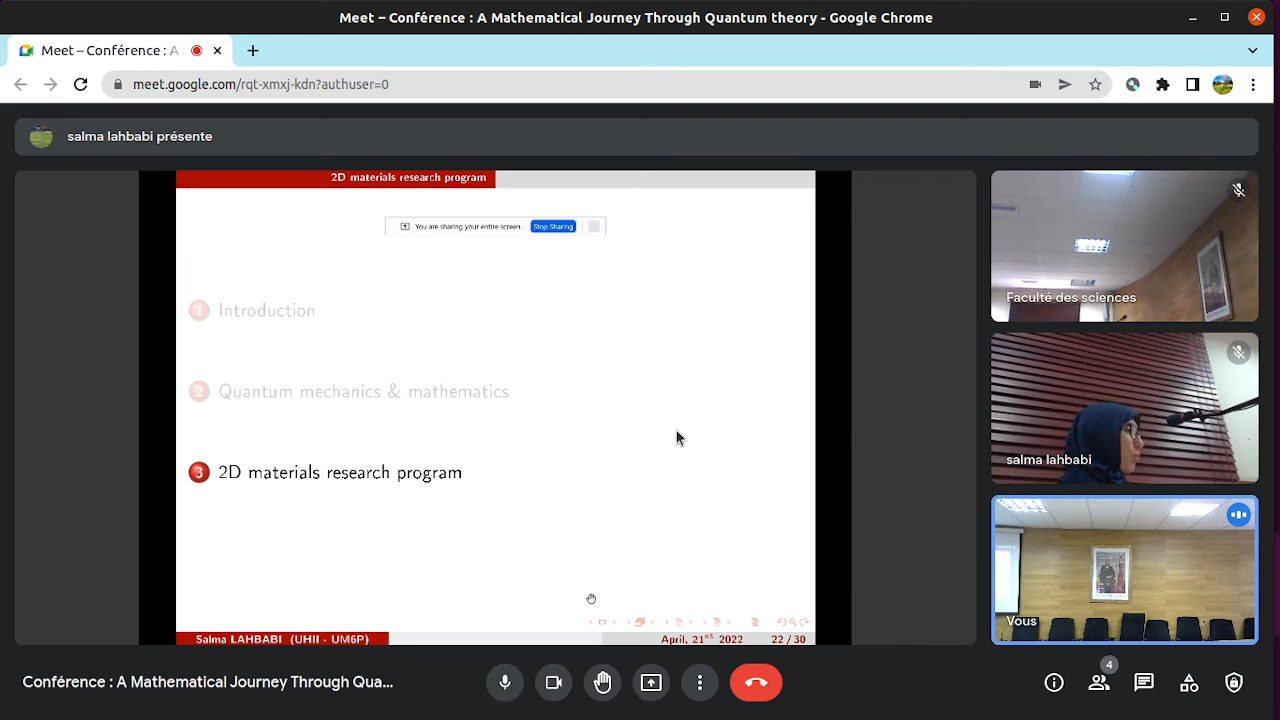 Meet – Conférence : A Mathematical Journey Through Quantum theory - Google Chrome
Meet – Conférence : A
meet.google.com/rqt-xmxj-kdn?authuser=0
salma lahbabi présente
2D materials research program
You are sharing your entire screen. Stop Sharing
1 Introduction
2 Quantum mechanics & mathematics
3 2D materials research program
Salma LAHBABI (UHII - UM6P) April, 21st 2022 22 / 30
Faculté des sciences
salma lahbabi
Vous
Conférence : A Mathematical Journey Through Qua...
4